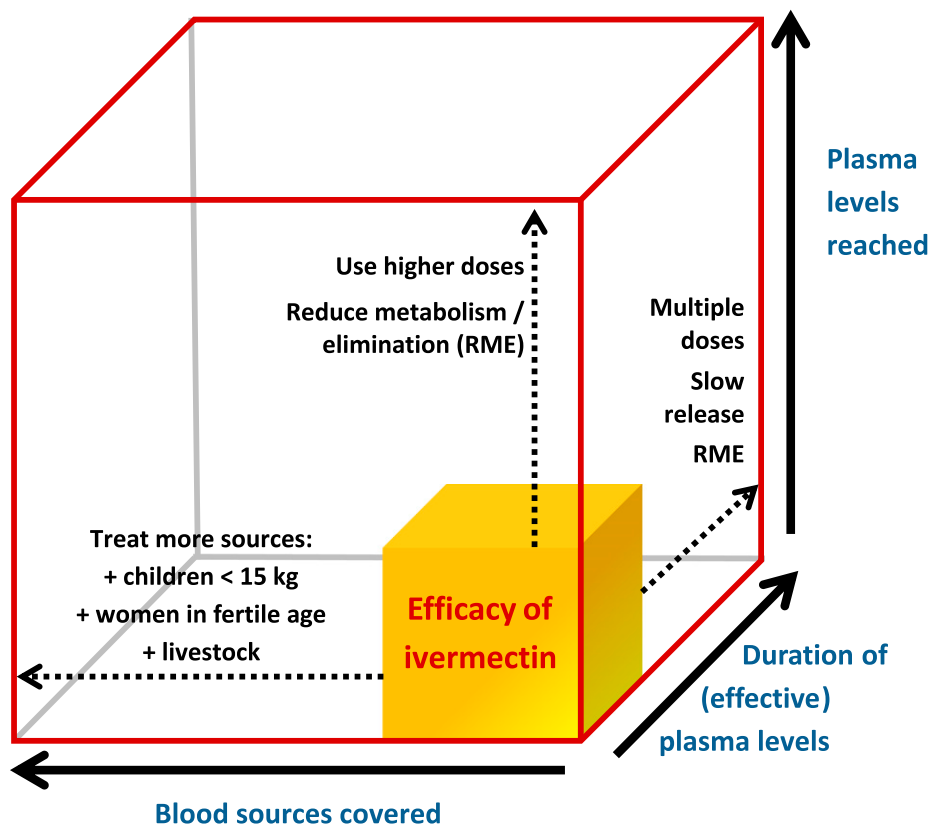 Plasma
levels
reached
Use higher doses
Reduce metabolism /
elimination (RME)
Multiple
doses
Slow
release
RME
Treat more sources:
+ children < 15 kg
+ women in fertile age
+ livestock
Efficacy of
ivermectin
Duration of
(effective)
plasma levels
Blood sources covered